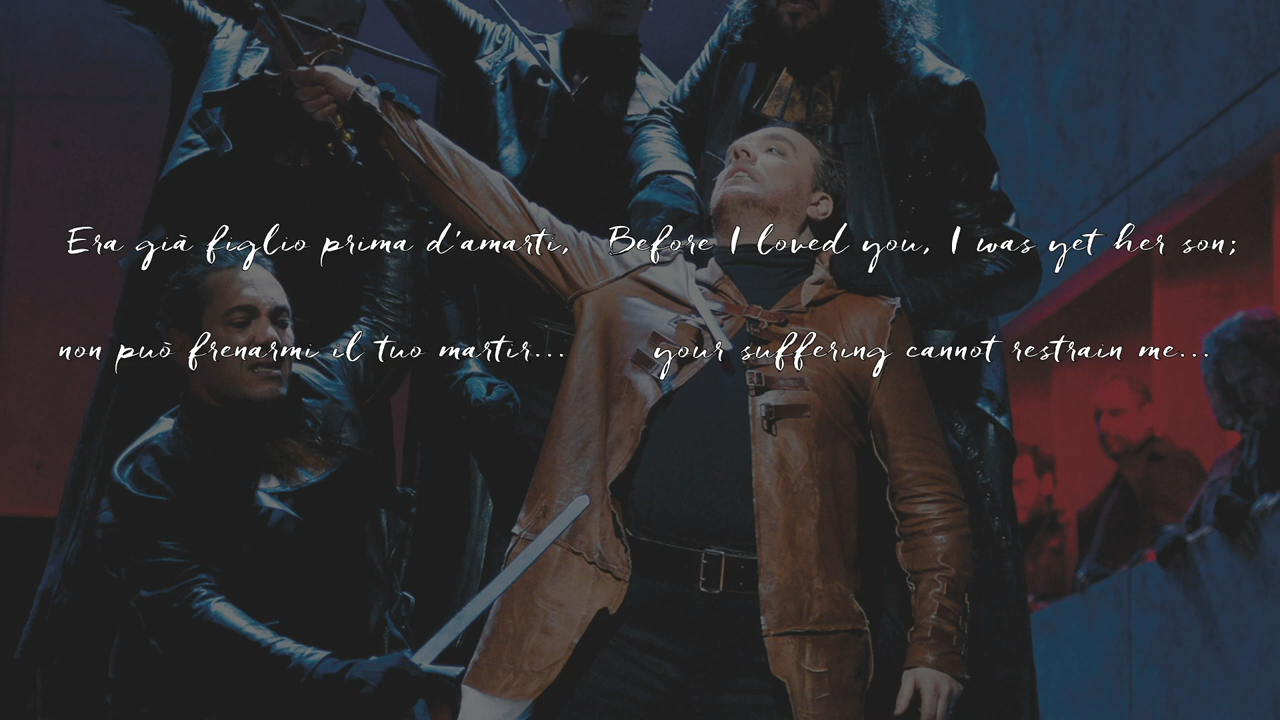 Era già figlio prima d'amarti, Before I loved you, I was yet her son;
non può frenarmi il tuo martir... your suffering cannot restrain me...